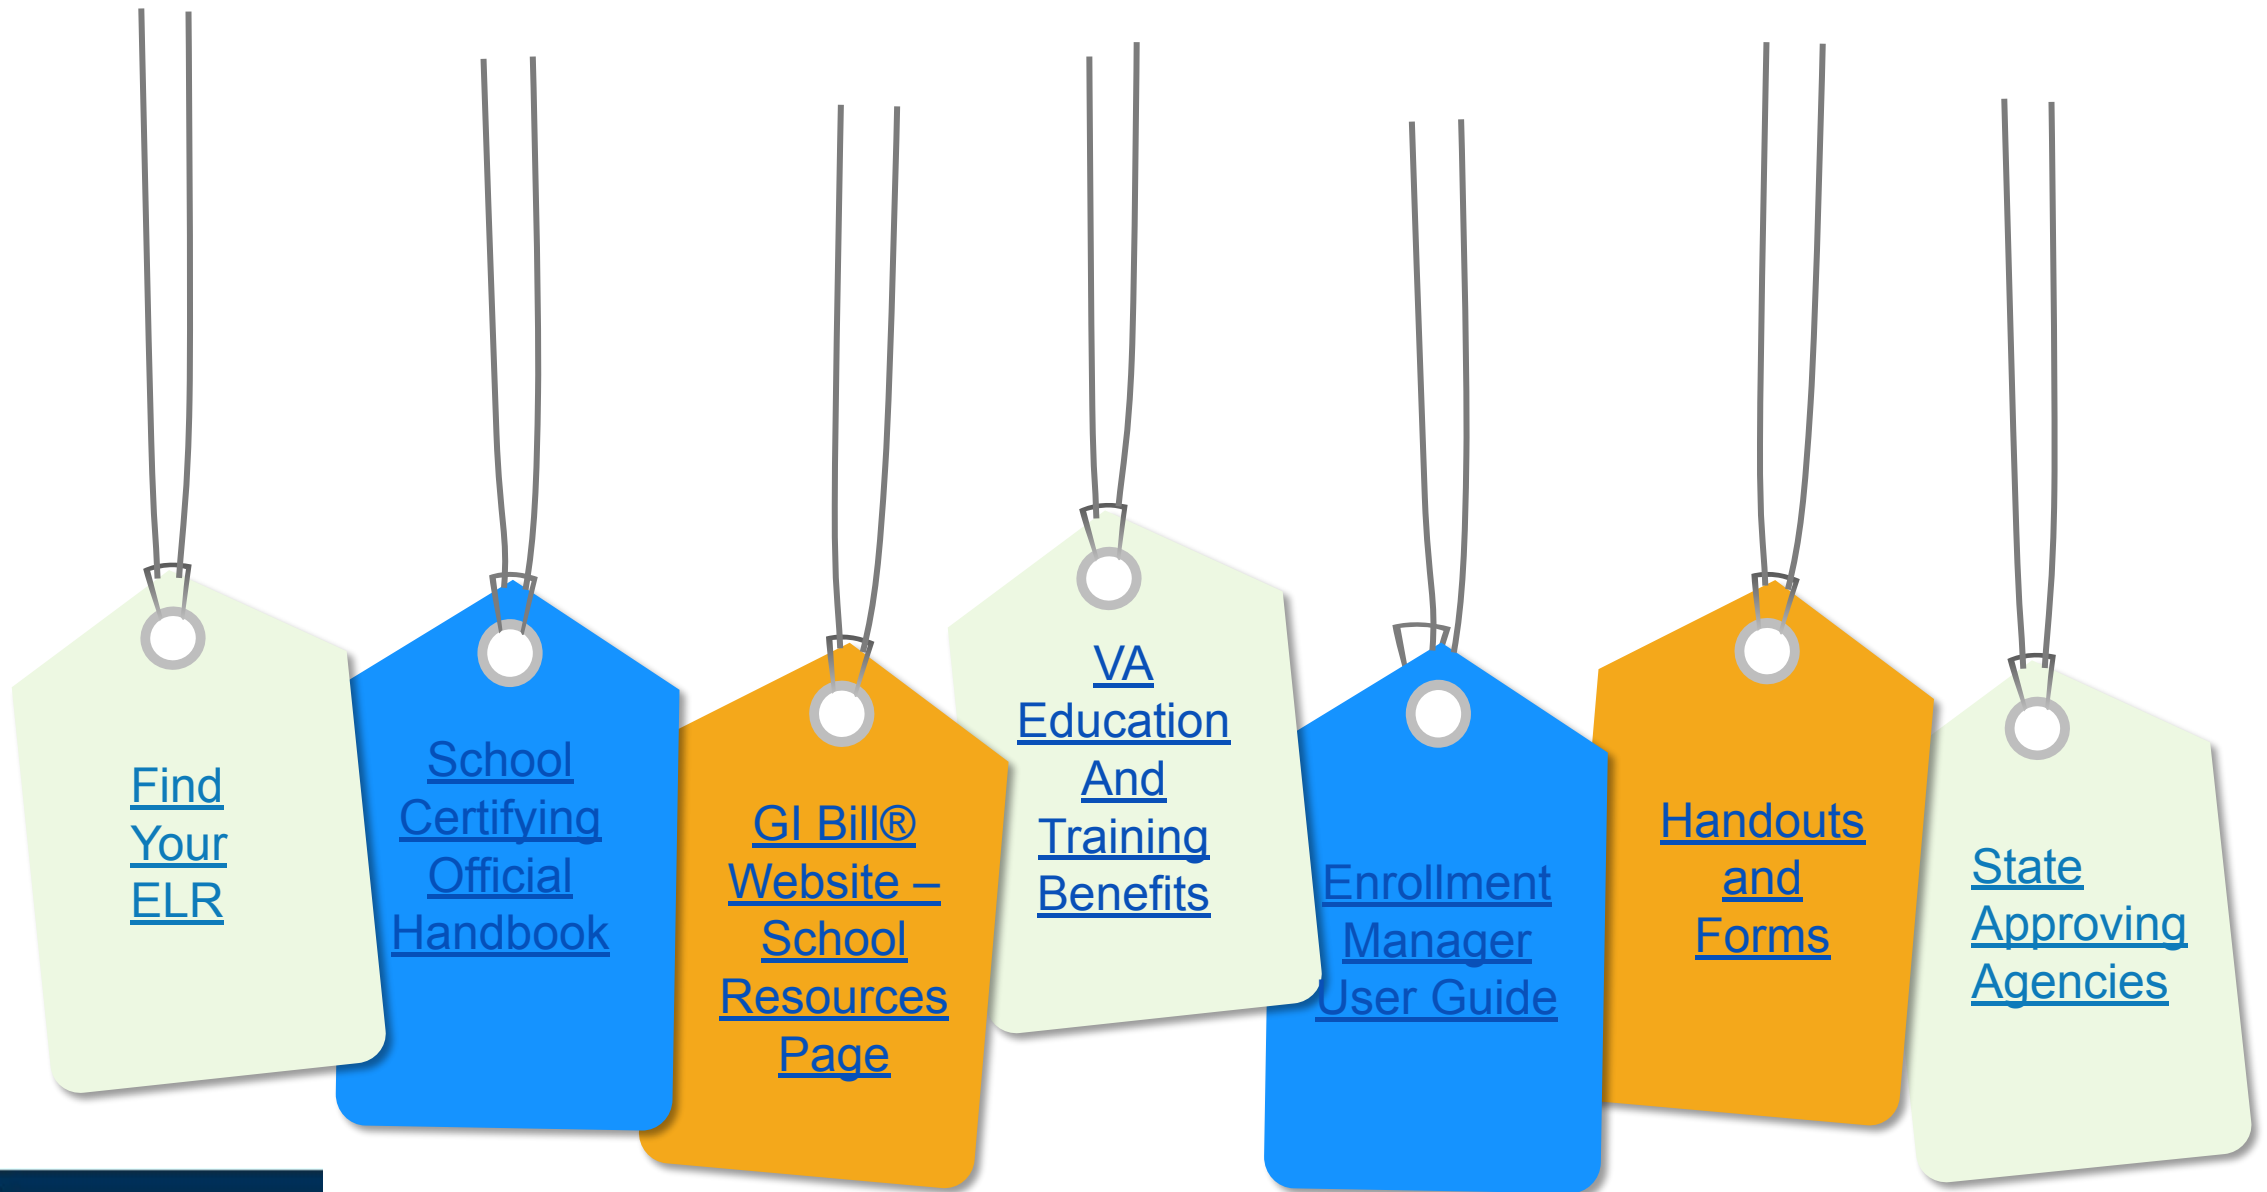 Find
Your
ELR
School
Certifying
Official
Handbook
GI Bill®
Website –
School
Resources
Page
VA
Education
And
Training
Benefits
Enrollment
Manager
User Guide
Handouts
and
Forms
State
Approving
Agencies